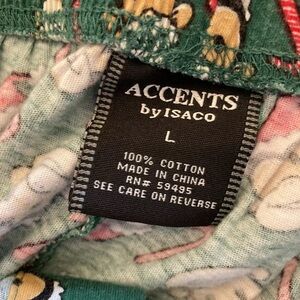 ACCENTS
by ISACO
L
100% COTTON
MADE IN CHINA
RN# 59495
SEE CARE ON REVERSE